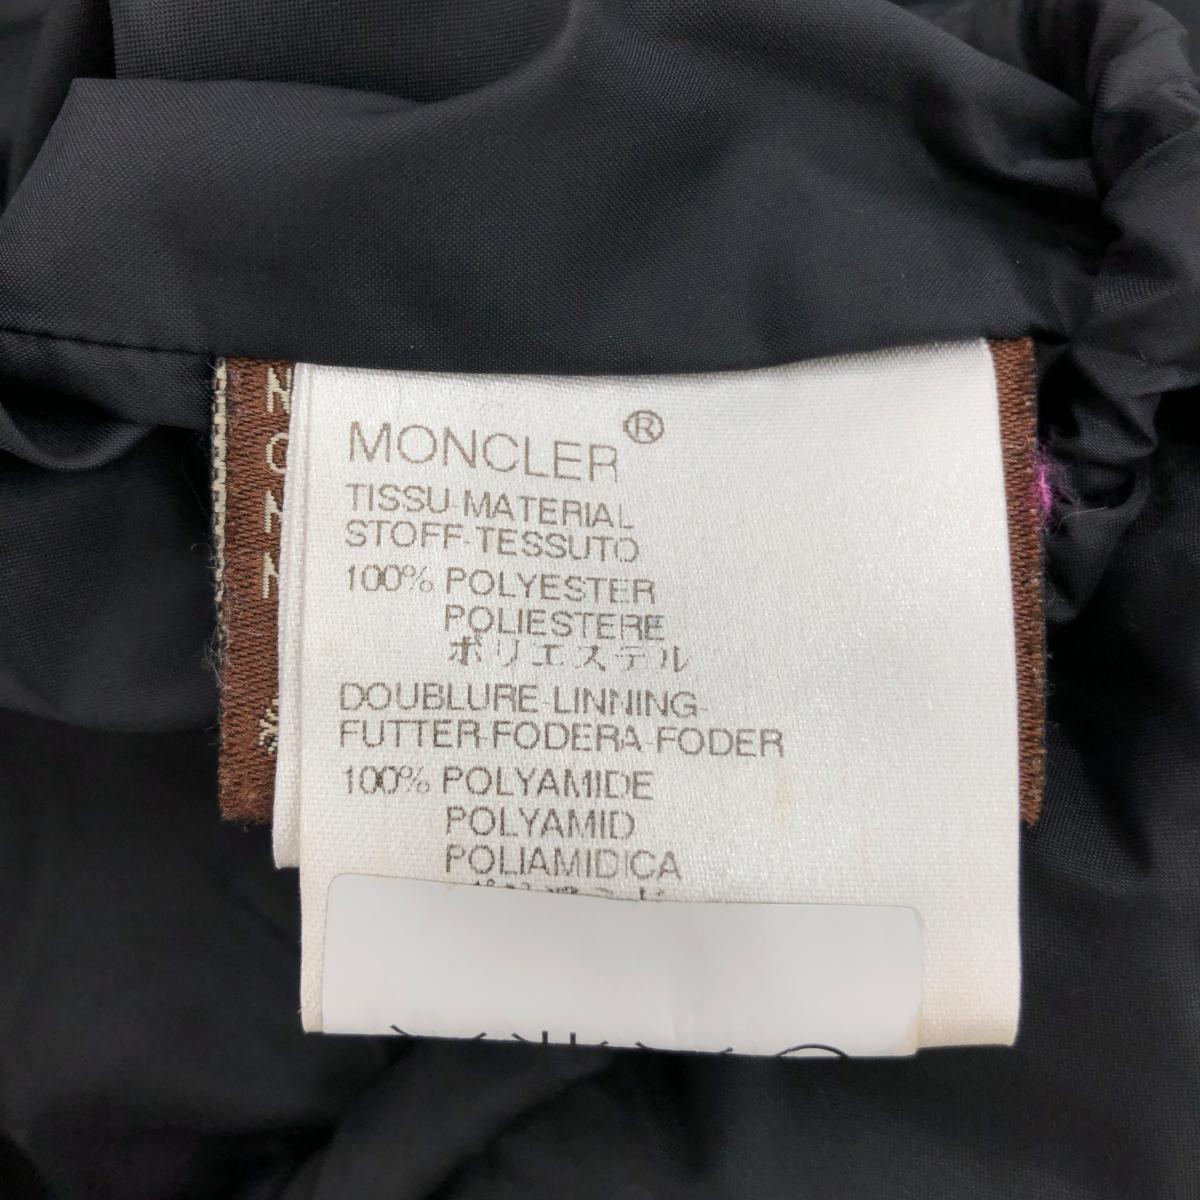 MONCLER®
TISSU-MATERIAL
STOFF-TESSUTO
100% POLYESTER
POLIESTERE
ポリエステル
DOUBLURE-LINNING-
FUTTER-FODERA-FODER
100% POLYAMIDE
POLYAMID
POLIAMIDICA